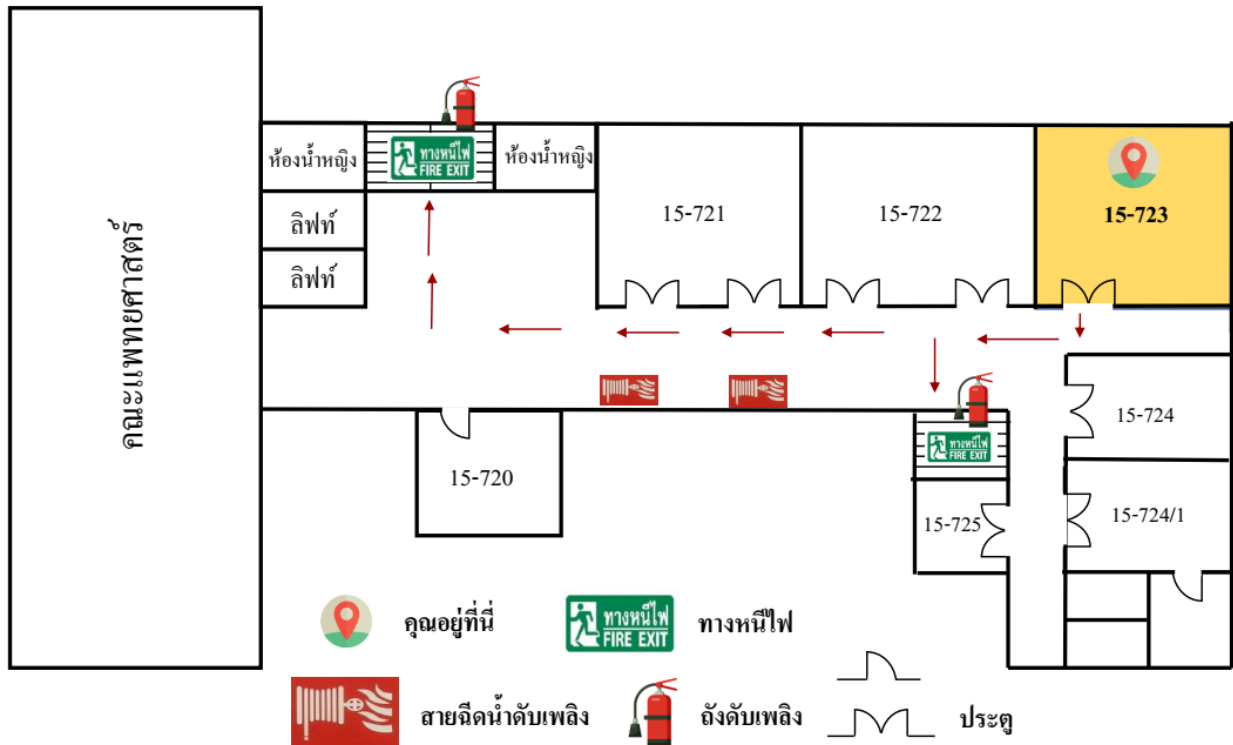 คณะแพทยศาสตร์
ห้องน้ำหญิง
ทางหนีไฟ
FIRE EXIT
ห้องน้ำหญิง
ลิฟท์
ลิฟท์
15-721
15-722
15-723
15-720
ทางหนีไฟ
FIRE EXIT
15-724
15-725
15-724/1
คุณอยู่ที่นี่
ทางหนีไฟ
FIRE EXIT
ทางหนีไฟ
สายฉีดน้ำดับเพลิง
ถังดับเพลิง
ประตู